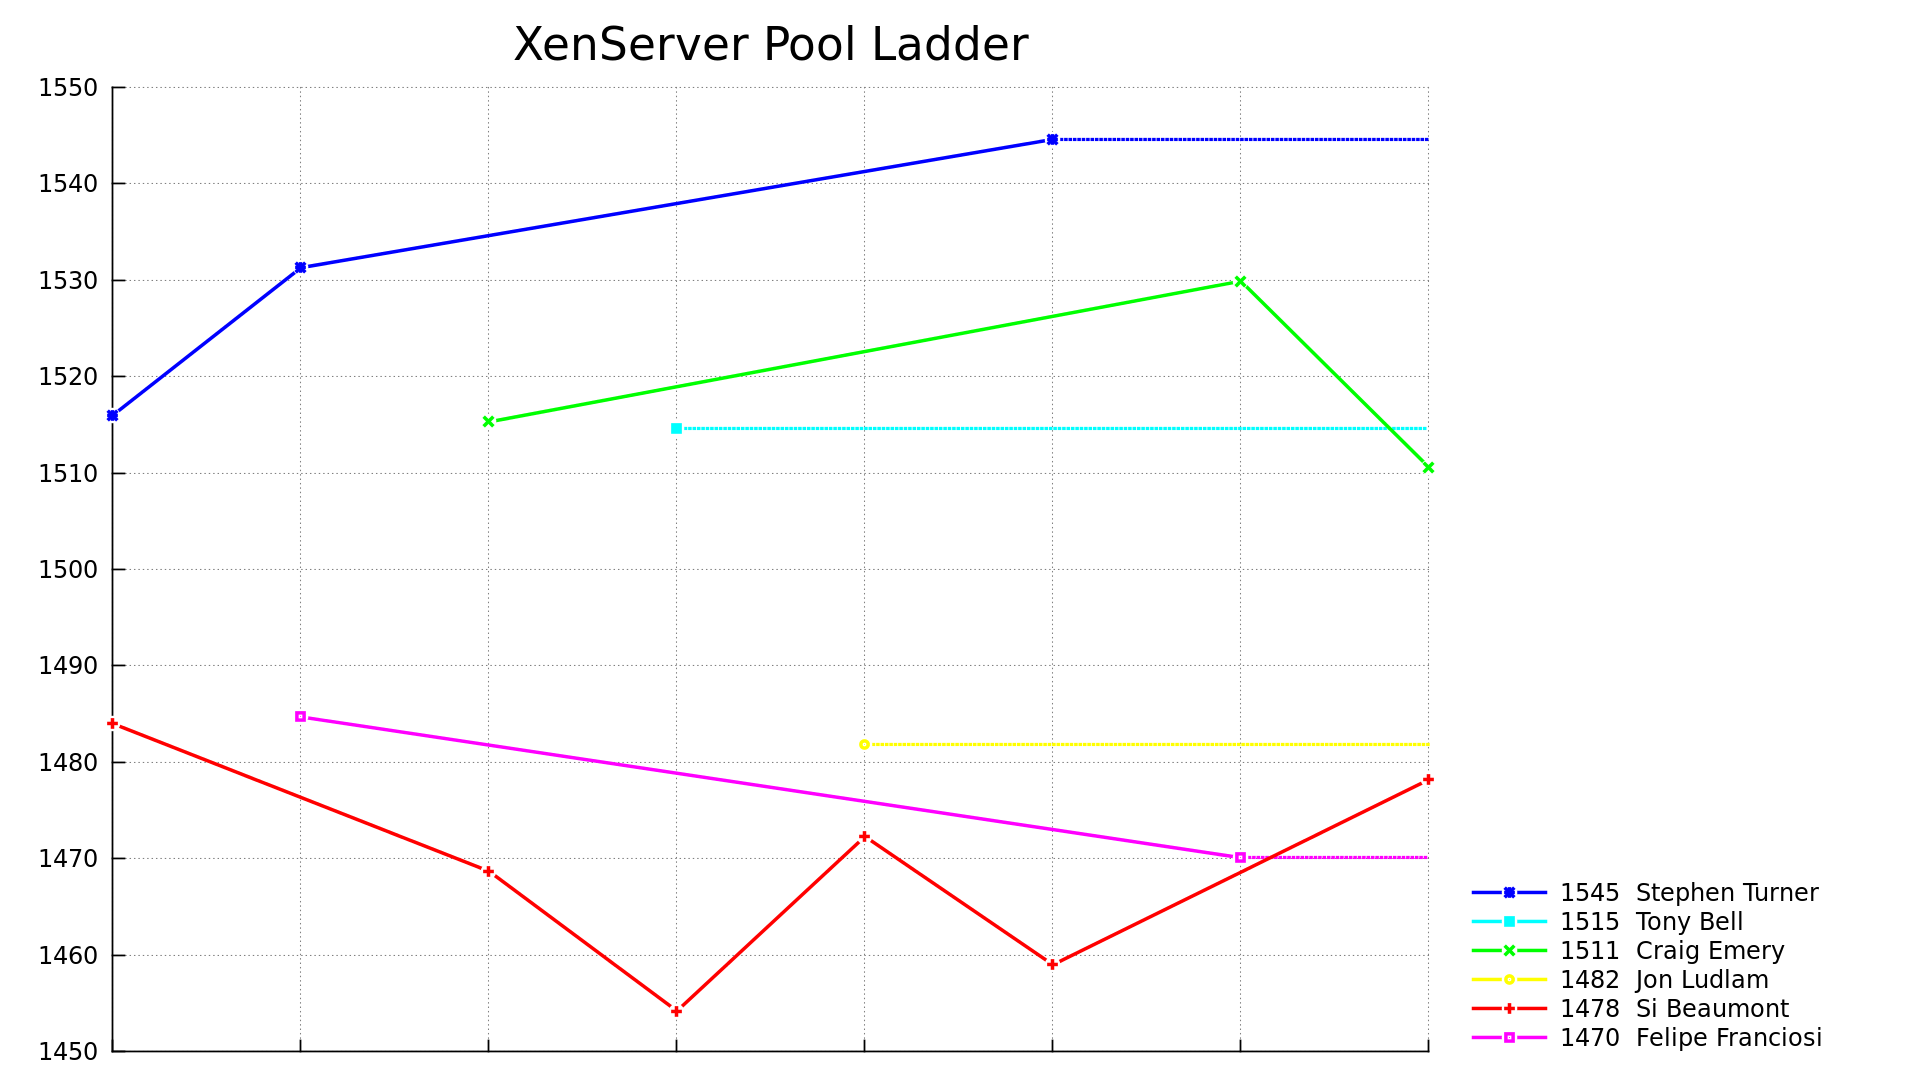 XenServer Pool Ladder
1550
1540
1530
1520
1510
1500
1490
1480
1470
1460
1450
1545 Stephen Turner
1515 Tony Bell
1511 Craig Emery
1482 Jon Ludlam
1478 Si Beaumont
1470 Felipe Franciosi